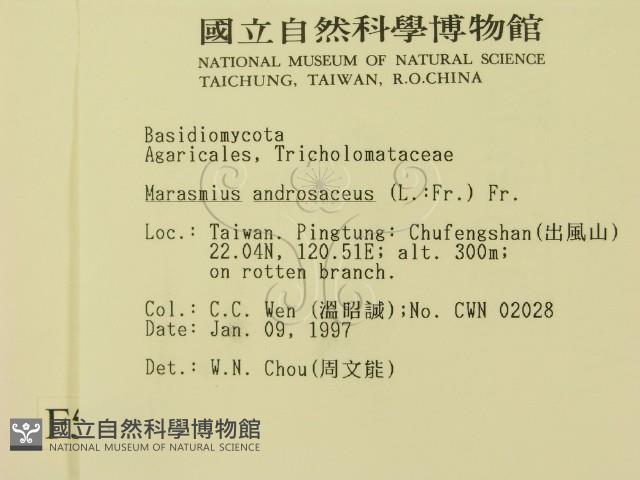 國立自然科學博物館
NATIONAL MUSEUM OF NATURAL SCIENCE
TAICHUNG, TAIWAN, R.O.CHINA
Basidiomycota
Agaricales, Tricholomataceae
Marasmius androsaceus (L.:Fr.) Fr.
Loc.: Taiwan. Pingtung: Chufengshan(出風山)
22.04N, 120.51E; alt. 300m;
on rotten branch.
Col.: C.C. Wen (溫昭誠);No. CWN 02028
Date: Jan. 09, 1997
Det.: W.N. Chou(周文能)
國立自然科學博物館
NATIONAL MUSEUM OF NATURAL SCIENCE